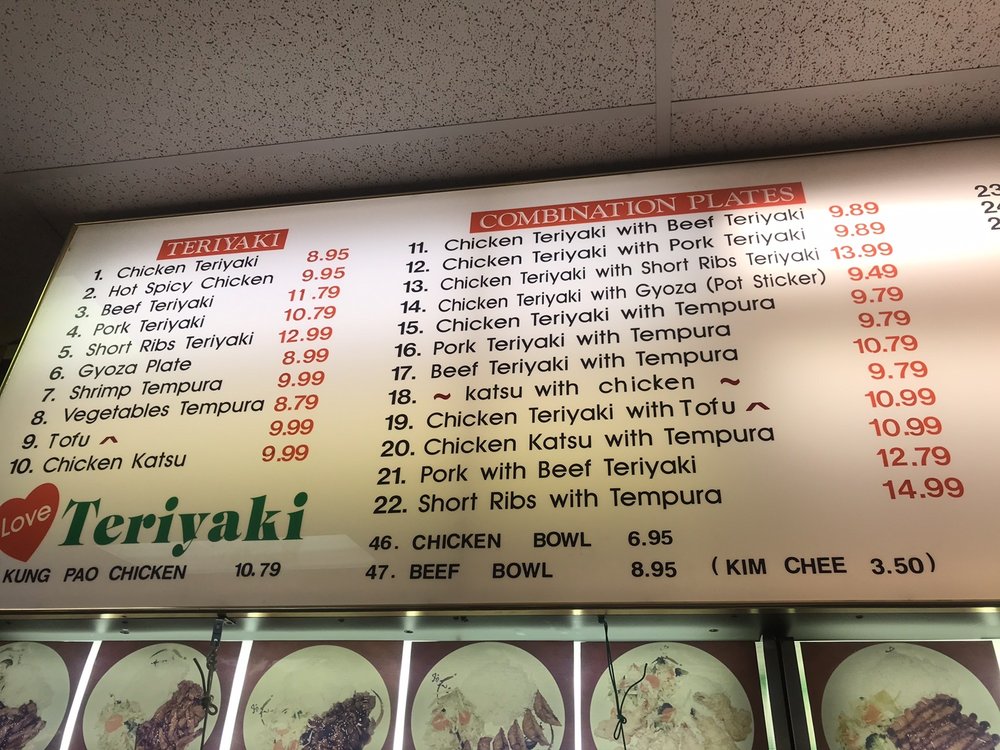 TERIYAKI
1. Chicken Teriyaki 8.95
2. Hot Spicy Chicken 9.95
3. Beef Teriyaki 11.79
4. Pork Teriyaki 10.79
5. Short Ribs Teriyaki 12.99
6. Gyoza Plate 8.99
7. Shrimp Tempura 9.99
8. Vegetables Tempura 8.79
9. Tofu 9.99
10. Chicken Katsu 9.99
Love Teriyaki
KUNG PAO CHICKEN 10.79
COMBINATION PLATES
11. Chicken Teriyaki with Beef Teriyaki 9.89
12. Chicken Teriyaki with Pork Teriyaki 9.89
13. Chicken Teriyaki with Short Ribs Teriyaki 13.99
14. Chicken Teriyaki with Gyoza (Pot Sticker) 9.49
15. Chicken Teriyaki with Tempura 9.79
16. Pork Teriyaki with Tempura 9.79
17. Beef Teriyaki with Tempura 10.79
18. ~ katsu with chicken ~ 9.79
19. Chicken Teriyaki with Tofu 10.99
20. Chicken Katsu with Tempura 10.99
21. Pork with Beef Teriyaki 12.79
22. Short Ribs with Tempura 14.99
46. CHICKEN BOWL 6.95
47. BEEF BOWL 8.95 (KIM CHEE 3.50)
23
24